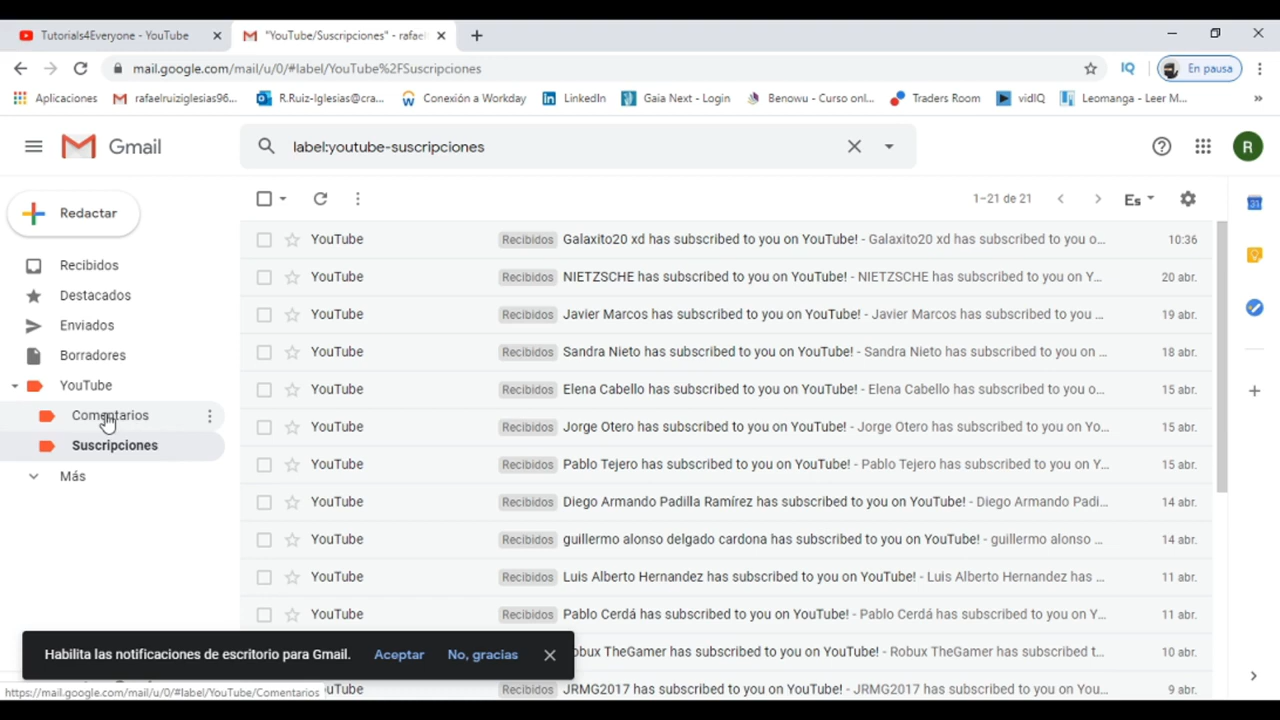 Tutorials4Everyone - YouTube
"YouTube/Suscripciones" - rafael
mail.google.com/mail/u/0/#label/YouTube%2FSuscripciones
IQ
En pausa
Aplicaciones
rafaelruiziglesias96...
R.Ruiz-Iglesias@cra...
Conexión a Workday
LinkedIn
Gaia Next - Login
Benowu - Curso onl...
Traders Room
vidIQ
Leomanga - Leer M...
»
Gmail
label:youtube-suscripciones
R
Redactar
1–21 de 21
Es
31
Recibidos
Destacados
Enviados
Borradores
YouTube
Comentarios
Suscripciones
Más
YouTube Recibidos Galaxito20 xd has subscribed to you on YouTube! - Galaxito20 xd has subscribed to you o... 10:36
YouTube Recibidos NIETZSCHE has subscribed to you on YouTube! - NIETZSCHE has subscribed to you on Y... 20 abr.
YouTube Recibidos Javier Marcos has subscribed to you on YouTube! - Javier Marcos has subscribed to you ... 19 abr.
YouTube Recibidos Sandra Nieto has subscribed to you on YouTube! - Sandra Nieto has subscribed to you on ... 18 abr.
YouTube Recibidos Elena Cabello has subscribed to you on YouTube! - Elena Cabello has subscribed to you o... 15 abr.
YouTube Recibidos Jorge Otero has subscribed to you on YouTube! - Jorge Otero has subscribed to you on Yo... 15 abr.
YouTube Recibidos Pablo Tejero has subscribed to you on YouTube! - Pablo Tejero has subscribed to you on Y... 15 abr.
YouTube Recibidos Diego Armando Padilla Ramírez has subscribed to you on YouTube! - Diego Armando Padi... 14 abr.
YouTube Recibidos guillermo alonso delgado cardona has subscribed to you on YouTube! - guillermo alonso ... 14 abr.
YouTube Recibidos Luis Alberto Hernandez has subscribed to you on YouTube! - Luis Alberto Hernandez has ... 11 abr.
YouTube Recibidos Pablo Cerdá has subscribed to you on YouTube! - Pablo Cerdá has subscribed to you on Y... 11 abr.
obux TheGamer has subscribed to you on YouTube! - Robux TheGamer has subscribed t... 10 abr.
uTube Recibidos JRMG2017 has subscribed to you on YouTube! - JRMG2017 has subscribed to you on You... 9 abr.
Habilita las notificaciones de escritorio para Gmail. Aceptar No, gracias
https://mail.google.com/mail/u/0/#label/YouTube/Comentarios